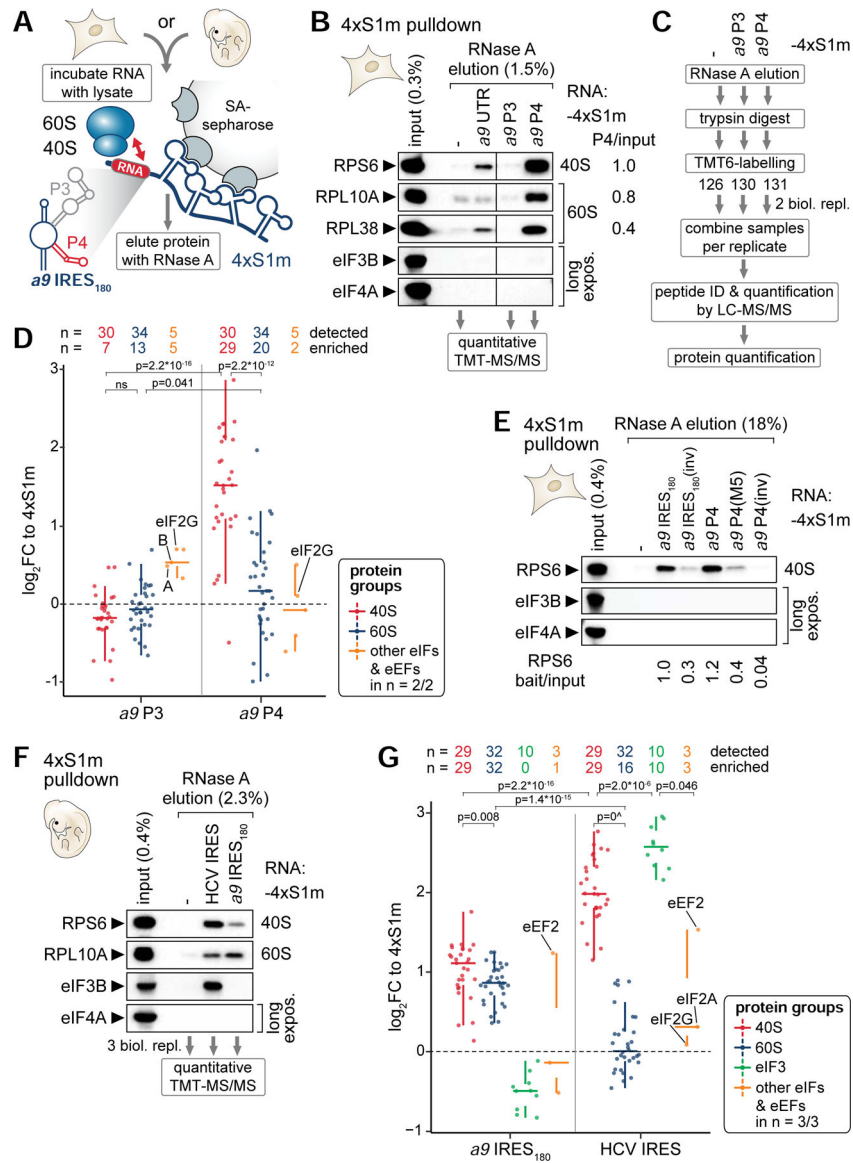 A
or
incubate RNA
with lysate
60S
40S
SA-
sepharose
RNA
P3
P4
elute protein
with RNase A
4xS1m
a9 IRES180
B
4xS1m pulldown
RNase A
elution (1.5%)
input (0.3%)
-
a9 UTR
a9 P3
a9 P4
RNA:
-4xS1m
P4/input
RPS6
40S
1.0
RPL10A
60S
0.8
RPL38
0.4
eIF3B
eIF4A
long
expos.
quantitative
TMT-MS/MS
C
-
a9 P3
a9 P4
-4xS1m
RNase A elution
trypsin digest
TMT6-labelling
126 130 131
2 biol. repl.
combine samples
per replicate
peptide ID & quantification
by LC-MS/MS
protein quantification
D
n = 30 34 5 30 34 5 detected
n = 7 13 5 29 20 2 enriched
p=2.2*10-16
p=2.2*10-12
ns
p=0.041
log2FC to 4xS1m
3
2
1
0
-1
eIF2G
B
A
eIF2G
a9 P3
a9 P4
protein
groups
40S
60S
other eIFs
& eEFs
in n = 2/2
E
4xS1m
pulldown
RNase A elution (18%)
input (0.4%)
-
a9 IRES180
a9 IRES180(inv)
a9 P4
a9 P4(M5)
a9 P4(inv)
RNA:
-4xS1m
RPS6
40S
eIF3B
eIF4A
long
expos.
RPS6
bait/input
1.0
0.3
1.2
0.4
0.04
F
4xS1m
pulldown
RNase A
elution (2.3%)
input (0.4%)
-
HCV IRES
a9 IRES180
RNA:
-4xS1m
RPS6
40S
RPL10A
60S
eIF3B
eIF4A
long
expos.
3 biol. repl.
quantitative
TMT-MS/MS
G
n = 29 32 10 3 29 32 10 3 detected
n = 29 32 0 1 29 16 10 3 enriched
p=2.2*10-16
p=2.0*10-6
p=0.046
p=1.4*10-15
p=0.008
p=0^
log2FC to 4xS1m
3
2
1
0
−1
eEF2
eEF2
eIF2A
eIF2G
a9 IRES180
HCV IRES
protein groups
40S
60S
eIF3
other eIFs
& eEFs
in n = 3/3